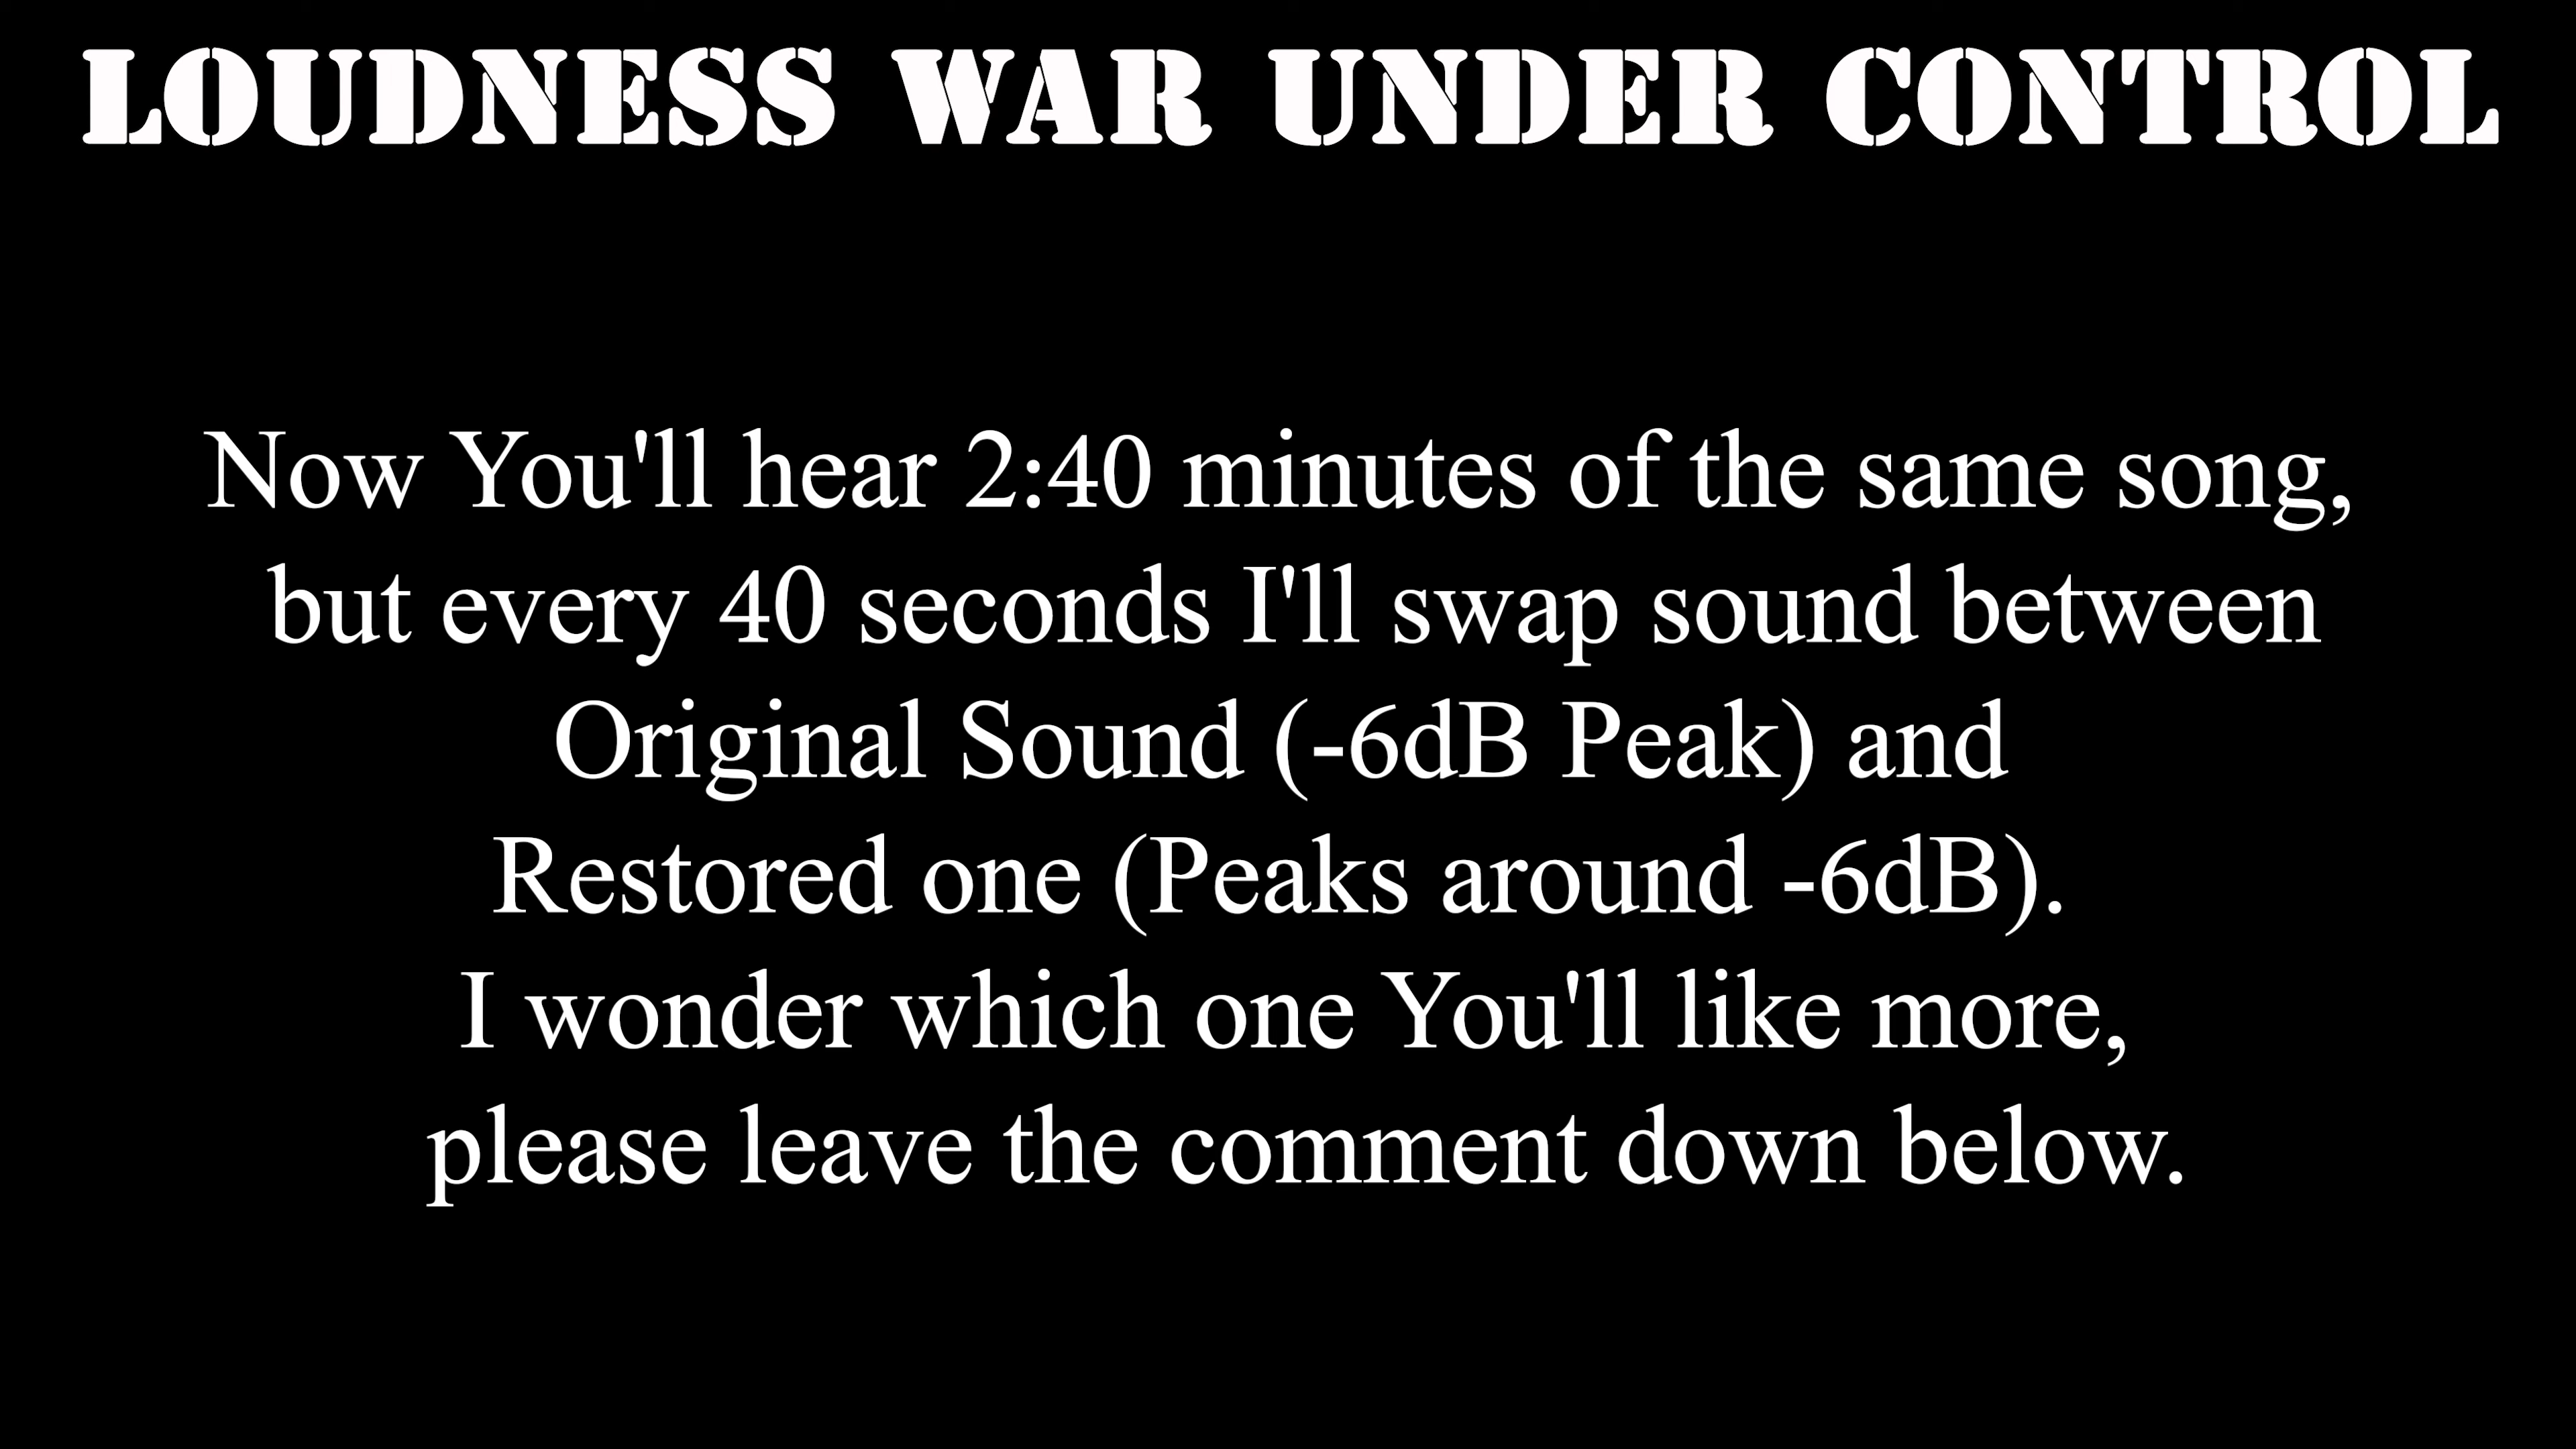 LOUDNESS WAR UNDER CONTROL
Now You'll hear 2:40 minutes of the same song,
but every 40 seconds I'll swap sound between
Original Sound (-6dB Peak) and
Restored one (Peaks around -6dB).
I wonder which one You'll like more,
please leave the comment down below.